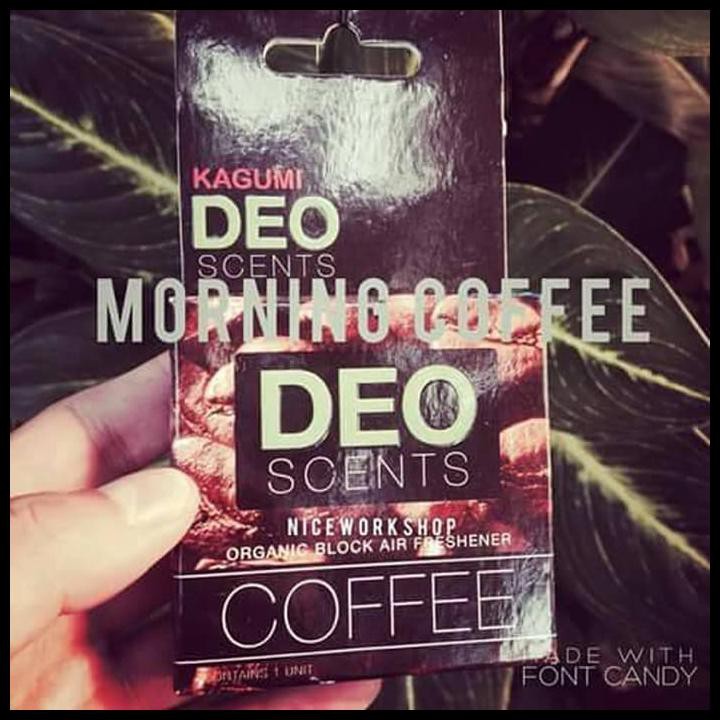 KAGUMI
DEO
SCENTS
MORNING COFFEE
DEO
SCENTS
NICEWORKSHOP
ORGANIC BLOCK AIR FRESHENER
COFFEE
CONTAINS 1 UNIT
MADE WITH
FONT CANDY